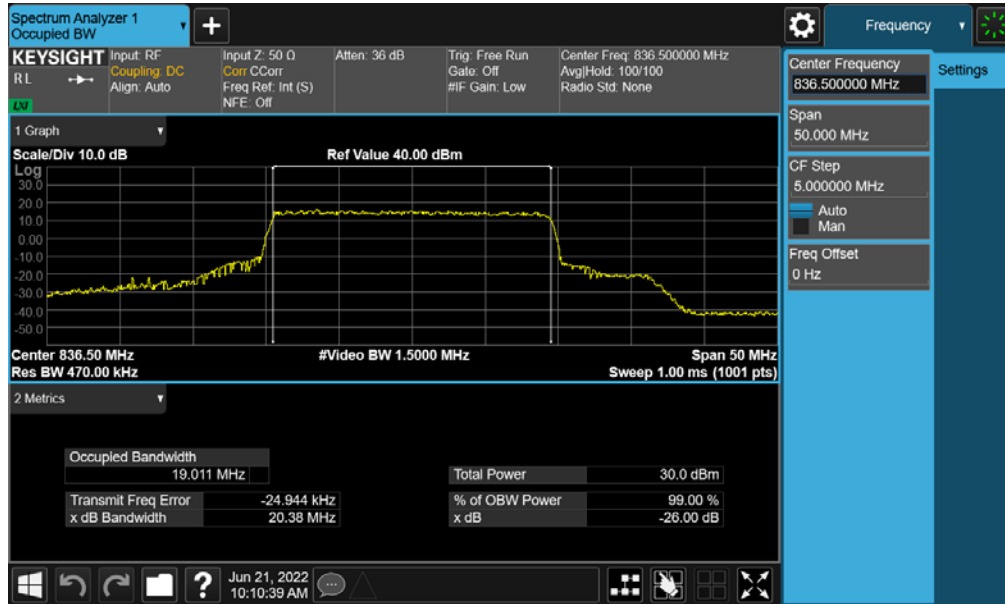 Spectrum Analyzer 1
Occupied BW
+
Frequency
KEYSIGHT
R L
LXI
Input: RF
Coupling: DC
Align: Auto
Input Z: 50 Ω
Corr CCorr
Freq Ref: Int (S)
NFE: Off
Atten: 36 dB
Trig: Free Run
Gate: Off
#IF Gain: Low
Center Freq: 836.500000 MHz
Avg|Hold: 100/100
Radio Std: None
Center Frequency
836.500000 MHz
Settings
Span
50.000 MHz
CF Step
5.000000 MHz
Auto
Man
Freq Offset
0 Hz
1 Graph
Scale/Div 10.0 dB
Ref Value 40.00 dBm
Log
30.0
20.0
10.0
0.00
-10.0
-20.0
-30.0
-40.0
-50.0
Center 836.50 MHz
#Video BW 1.5000 MHz
Span 50 MHz
Res BW 470.00 kHz
Sweep 1.00 ms (1001 pts)
2 Metrics
Occupied Bandwidth
19.011 MHz
Total Power 30.0 dBm
Transmit Freq Error -24.944 kHz
% of OBW Power 99.00 %
x dB Bandwidth 20.38 MHz
x dB -26.00 dB
?
Jun 21, 2022
10:10:39 AM